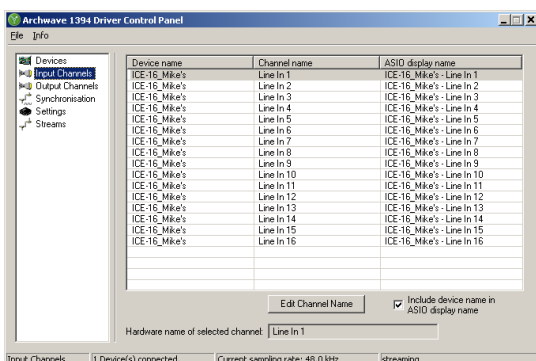 Archwave 1394 Driver Control Panel
File Info
Devices
Input Channels
Output Channels
Synchronisation
Settings
Streams
Device name Channel name ASIO display name
ICE-16_Mike's Line In 1 ICE-16_Mike's - Line In 1
ICE-16_Mike's Line In 2 ICE-16_Mike's - Line In 2
ICE-16_Mike's Line In 3 ICE-16_Mike's - Line In 3
ICE-16_Mike's Line In 4 ICE-16_Mike's - Line In 4
ICE-16_Mike's Line In 5 ICE-16_Mike's - Line In 5
ICE-16_Mike's Line In 6 ICE-16_Mike's - Line In 6
ICE-16_Mike's Line In 7 ICE-16_Mike's - Line In 7
ICE-16_Mike's Line In 8 ICE-16_Mike's - Line In 8
ICE-16_Mike's Line In 9 ICE-16_Mike's - Line In 9
ICE-16_Mike's Line In 10 ICE-16_Mike's - Line In 10
ICE-16_Mike's Line In 11 ICE-16_Mike's - Line In 11
ICE-16_Mike's Line In 12 ICE-16_Mike's - Line In 12
ICE-16_Mike's Line In 13 ICE-16_Mike's - Line In 13
ICE-16_Mike's Line In 14 ICE-16_Mike's - Line In 14
ICE-16_Mike's Line In 15 ICE-16_Mike's - Line In 15
ICE-16_Mike's Line In 16 ICE-16_Mike's - Line In 16
Edit Channel Name
Include device name in
ASIO display name
Hardware name of selected channel: Line In 1
Input Channels 1 Device(s) connected Current sampling rate: 48.0 kHz streaming